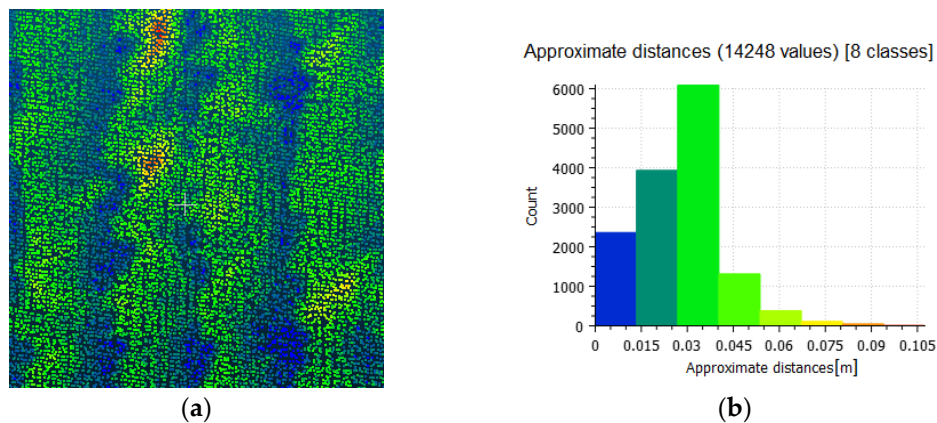 Approximate distances (14248 values) [8 classes]
6000
5000
4000
3000
2000
1000
0
Count
0 0.015 0.03 0.045 0.06 0.075 0.09 0.105
Approximate distances[m]
(a)
(b)